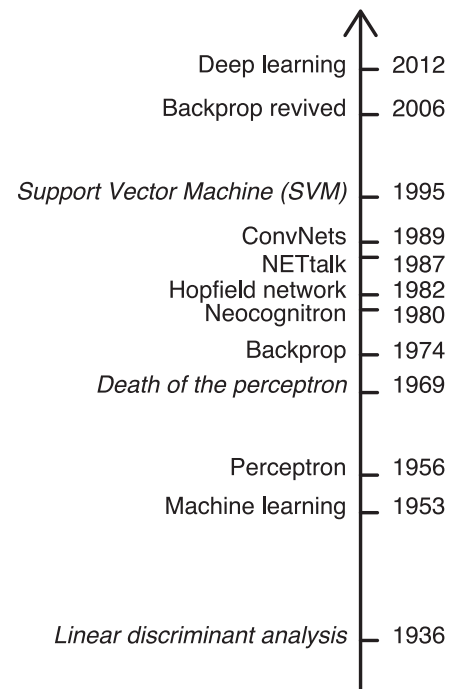 Deep learning 2012
Backprop revived 2006
Support Vector Machine (SVM) 1995
ConvNets 1989
NETtalk 1987
Hopfield network 1982
Neocognitron 1980
Backprop 1974
Death of the perceptron 1969
Perceptron 1956
Machine learning 1953
Linear discriminant analysis 1936